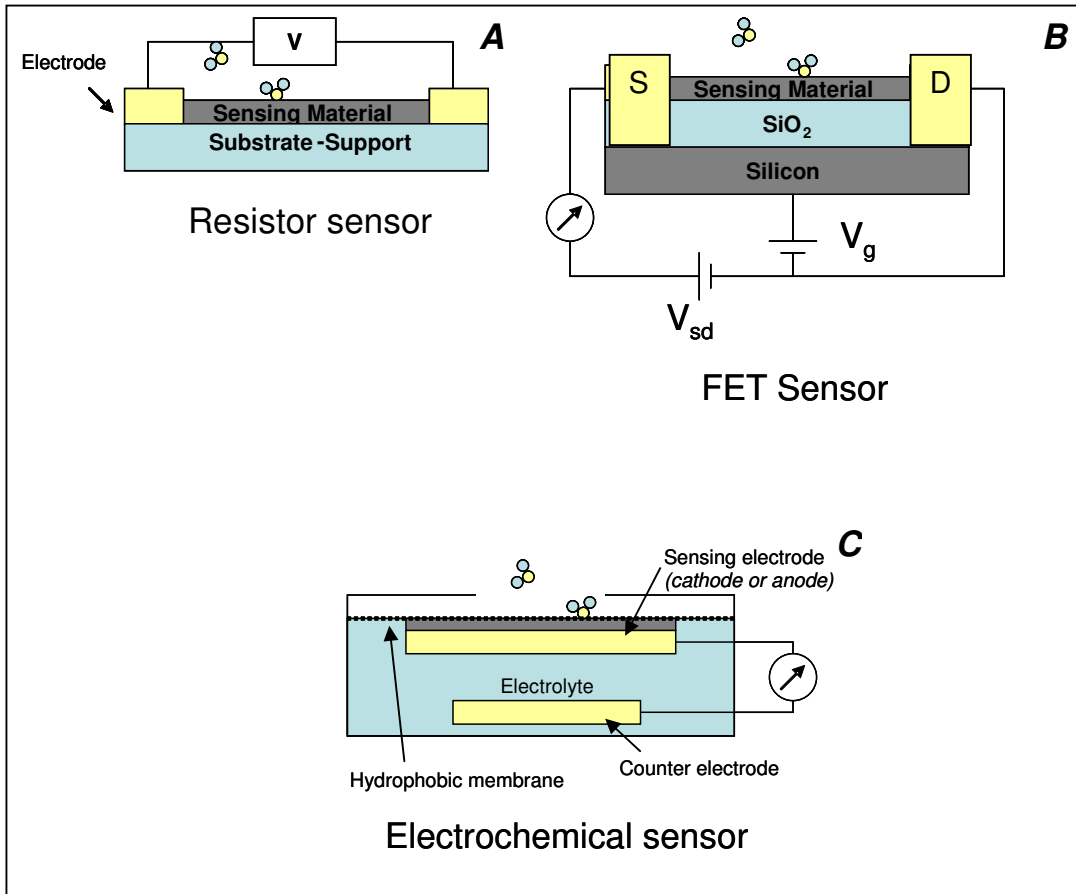 A
V
Electrode
Sensing Material
Substrate-Support
Resistor sensor
B
S
D
Sensing Material
SiO2
Silicon
Vg
Vsd
FET Sensor
C
Sensing electrode
(cathode or anode)
Electrolyte
Hydrophobic membrane
Counter electrode
Electrochemical sensor